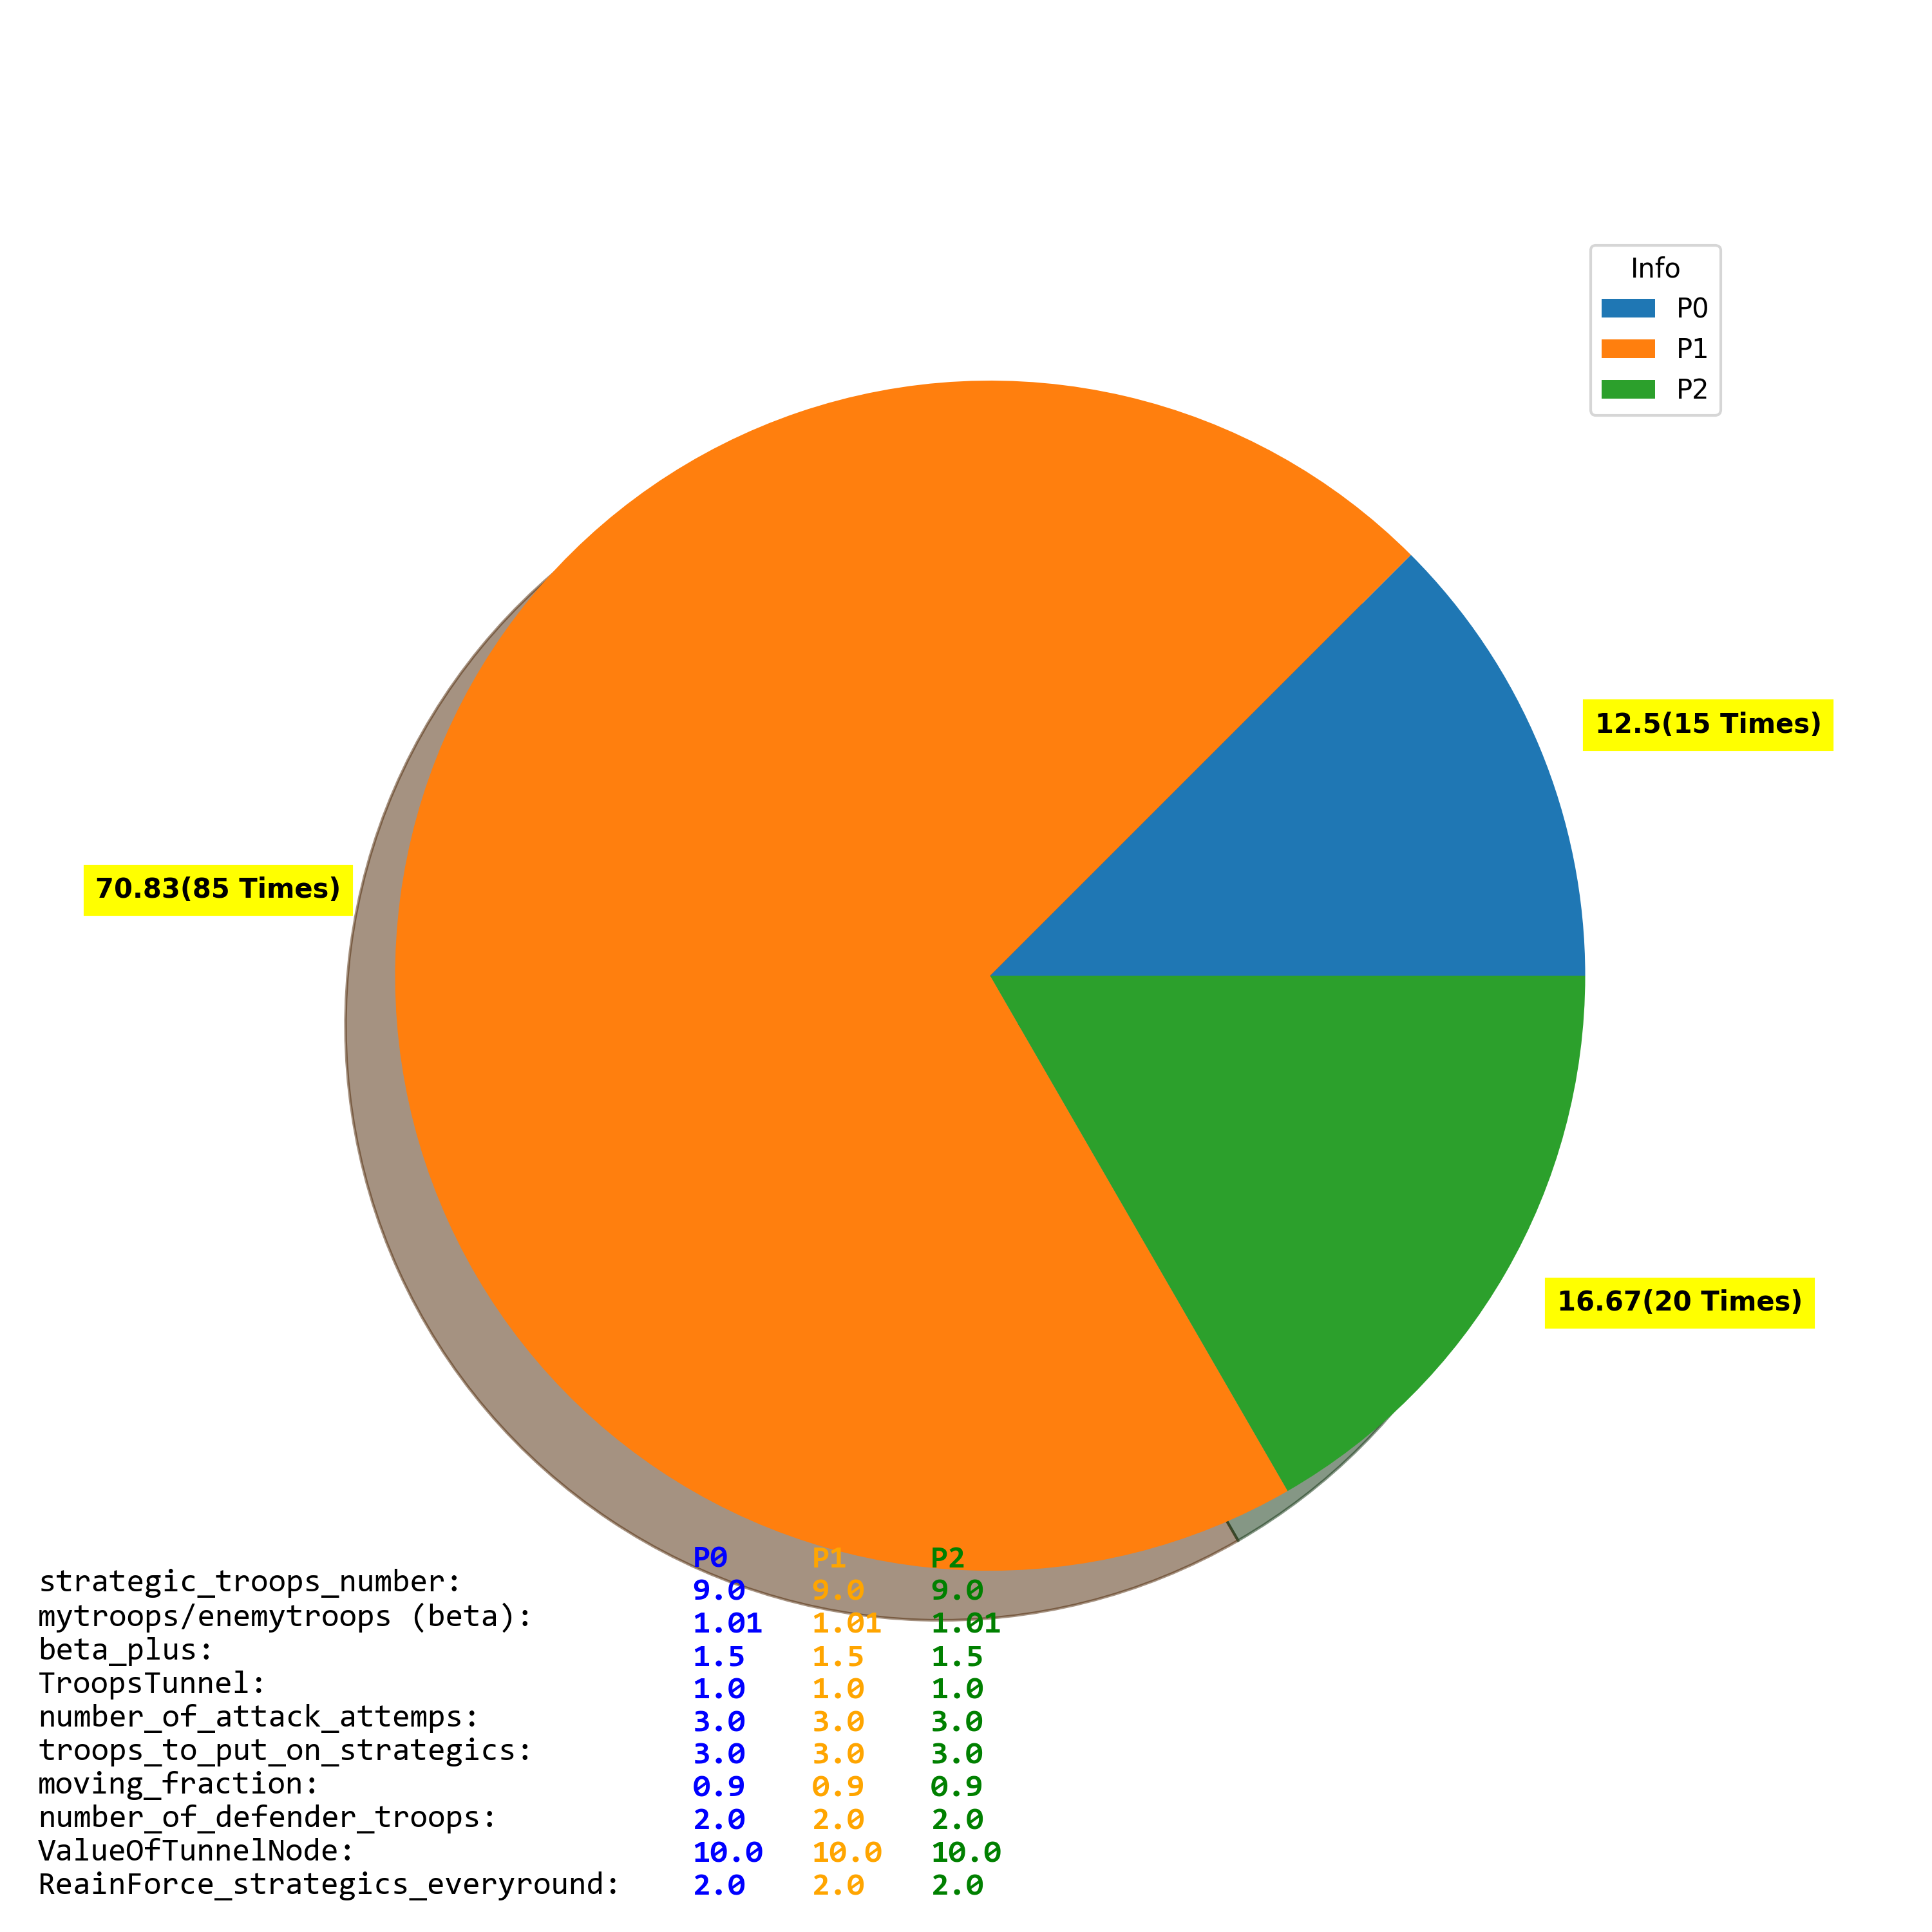 Info
P0
P1
P2
12.5(15 Times)
70.83(85 Times)
16.67(20 Times)
P0 P1 P2
strategic_troops_number: 9.0 9.0 9.0
mytroops/enemytroops (beta): 1.01 1.01 1.01
beta_plus: 1.5 1.5 1.5
TroopsTunnel: 1.0 1.0 1.0
number_of_attack_attemps: 3.0 3.0 3.0
troops_to_put_on_strategics: 3.0 3.0 3.0
moving_fraction: 0.9 0.9 0.9
number_of_defender_troops: 2.0 2.0 2.0
ValueOfTunnelNode: 10.0 10.0 10.0
ReainForce_strategics_everyround: 2.0 2.0 2.0